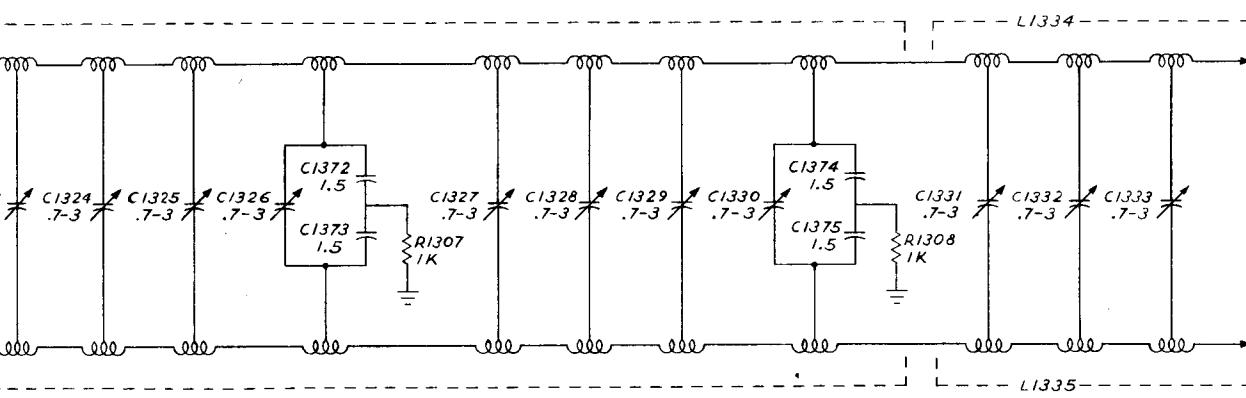 L1334
C1372
1.5
C1374
1.5
C1324
.7-3
C1325
.7-3
C1326
.7-3
C1327
.7-3
C1328
.7-3
C1329
.7-3
C1330
.7-3
C1331
.7-3
C1332
.7-3
C1333
.7-3
C1373
1.5
R1307
1K
C1375
1.5
R1308
1K
L1335